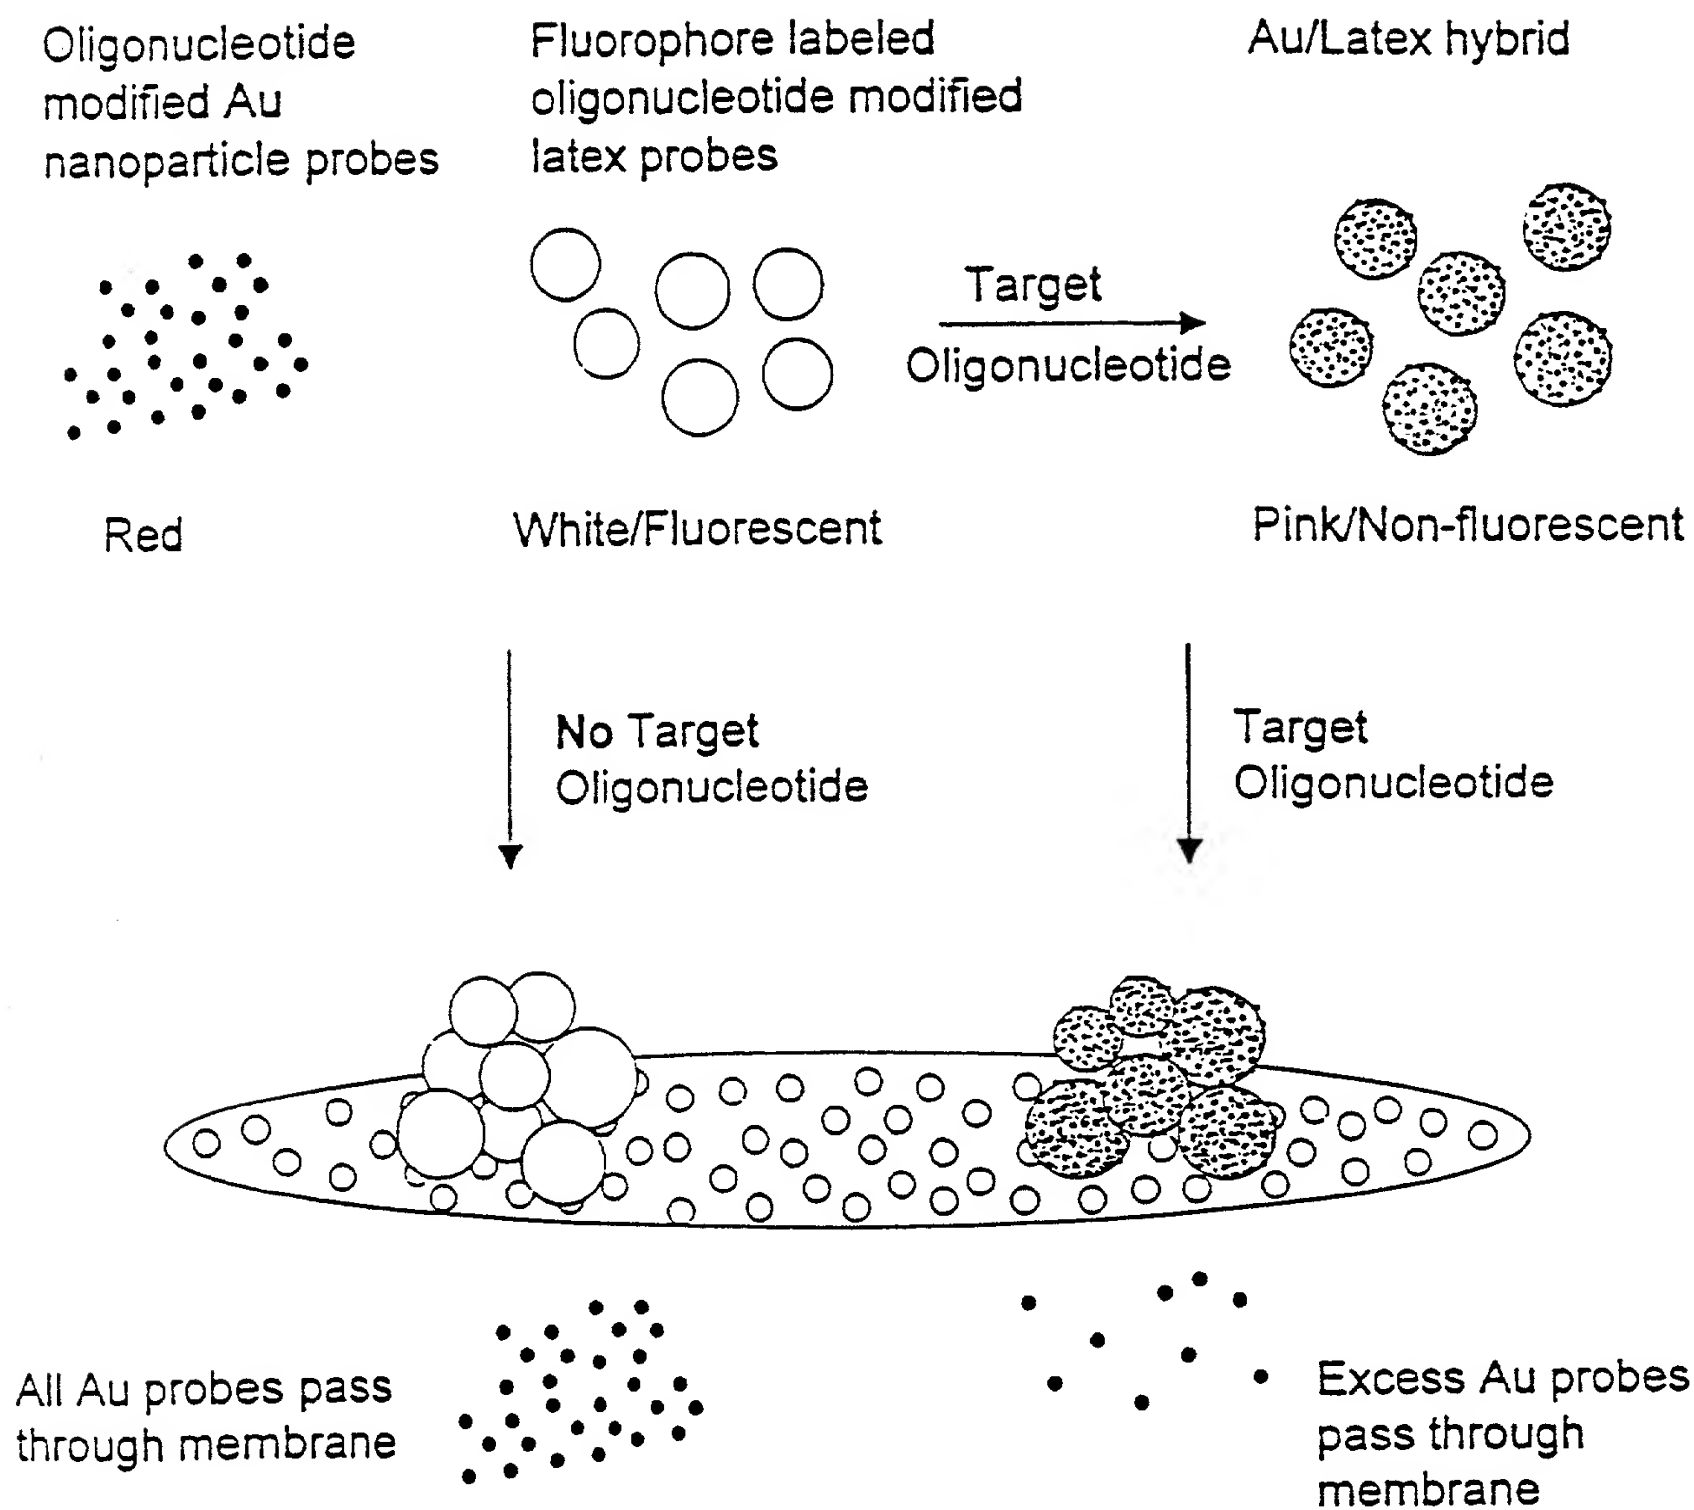 Oligonucleotide
modified Au
nanoparticle probes
Fluorophore labeled
oligonucleotide modified
latex probes
Au/Latex hybrid
Target
Oligonucleotide
Red
White/Fluorescent
Pink/Non-fluorescent
No Target
Oligonucleotide
Target
Oligonucleotide
All Au probes pass
through membrane
Excess Au probes
pass through
membrane